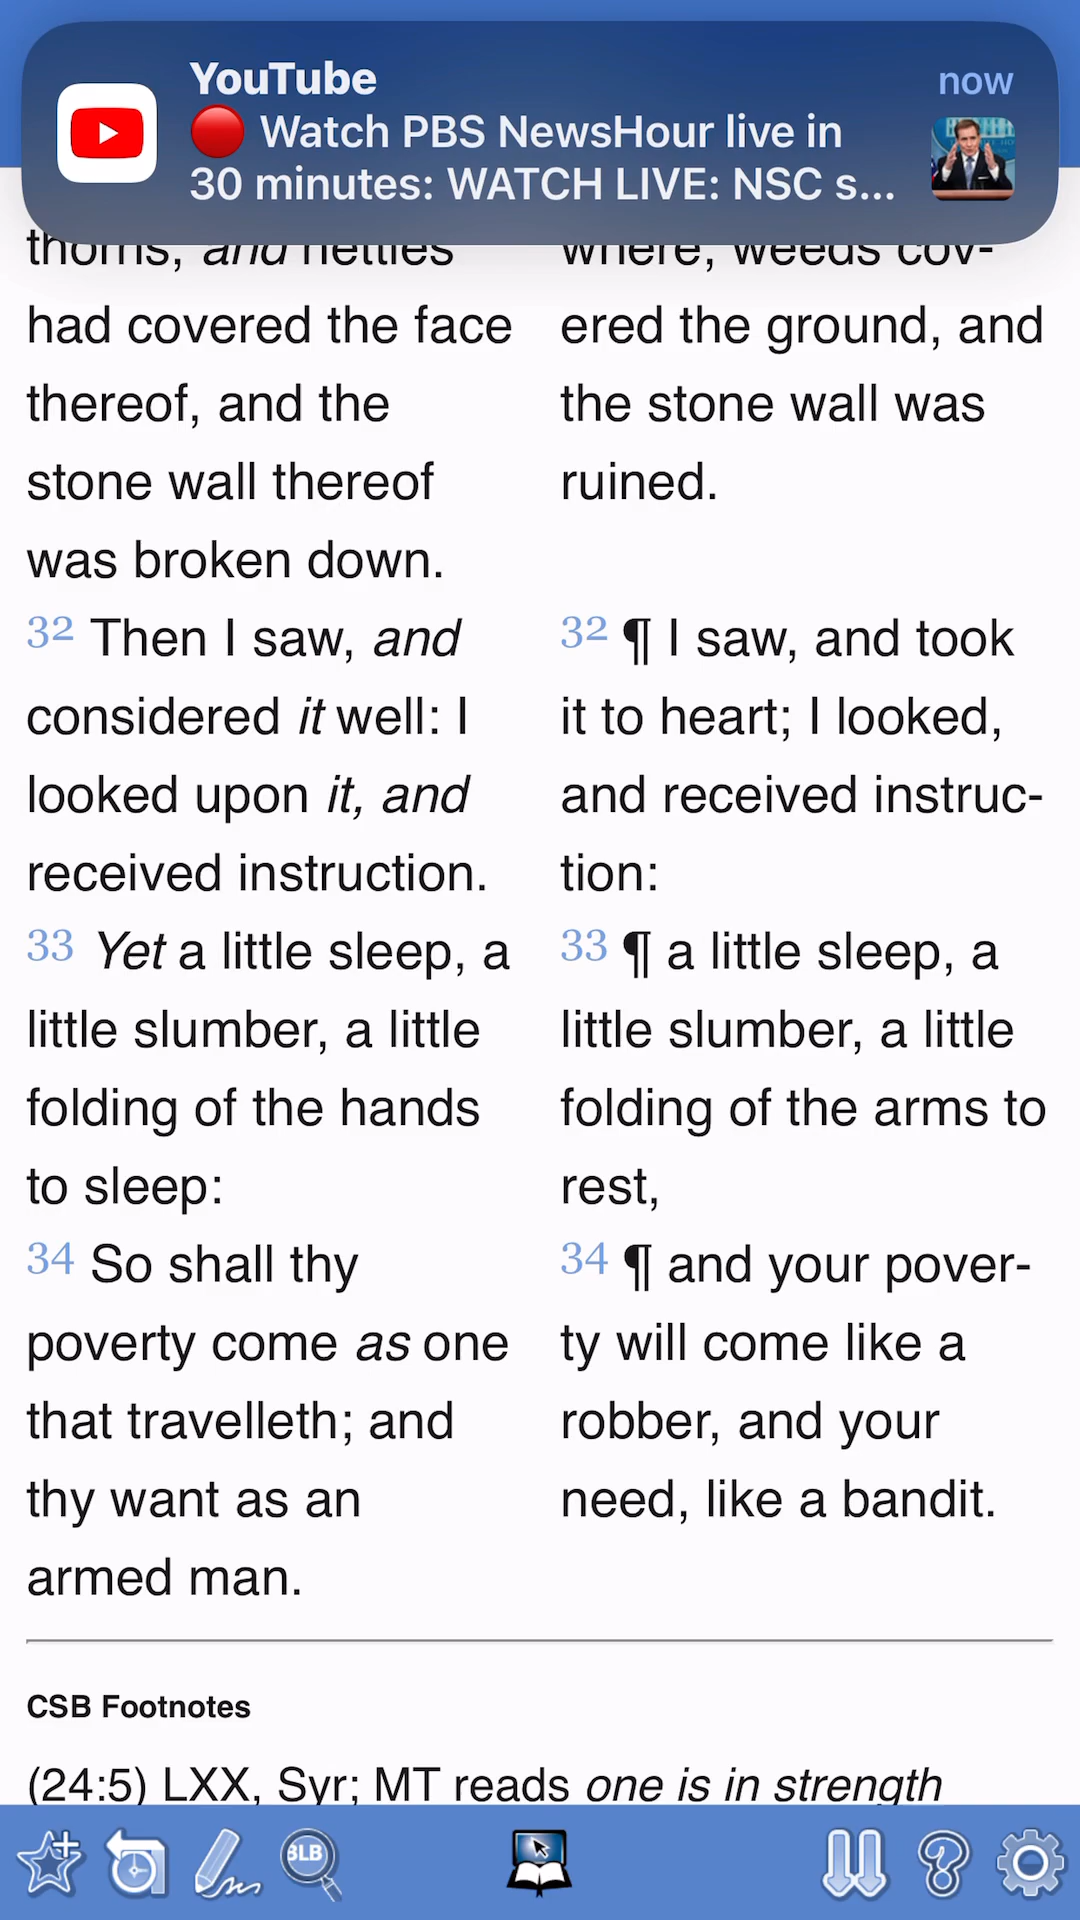 YouTube
now
🔴 Watch PBS NewsHour live in
30 minutes: WATCH LIVE: NSC s...
thorns, and nettles
had covered the face
thereof, and the
stone wall thereof
was broken down.
32 Then I saw, and
considered it well: I
looked upon it, and
received instruction.
33 Yet a little sleep, a
little slumber, a little
folding of the hands
to sleep:
34 So shall thy
poverty come as one
that travelleth; and
thy want as an
armed man.
where, weeds cov-
ered the ground, and
the stone wall was
ruined.
32 ¶ I saw, and took
it to heart; I looked,
and received instruc-
tion:
33 ¶ a little sleep, a
little slumber, a little
folding of the arms to
rest,
34 ¶ and your pover-
ty will come like a
robber, and your
need, like a bandit.
CSB Footnotes
(24:5) LXX, Syr; MT reads one is in strength
BLB